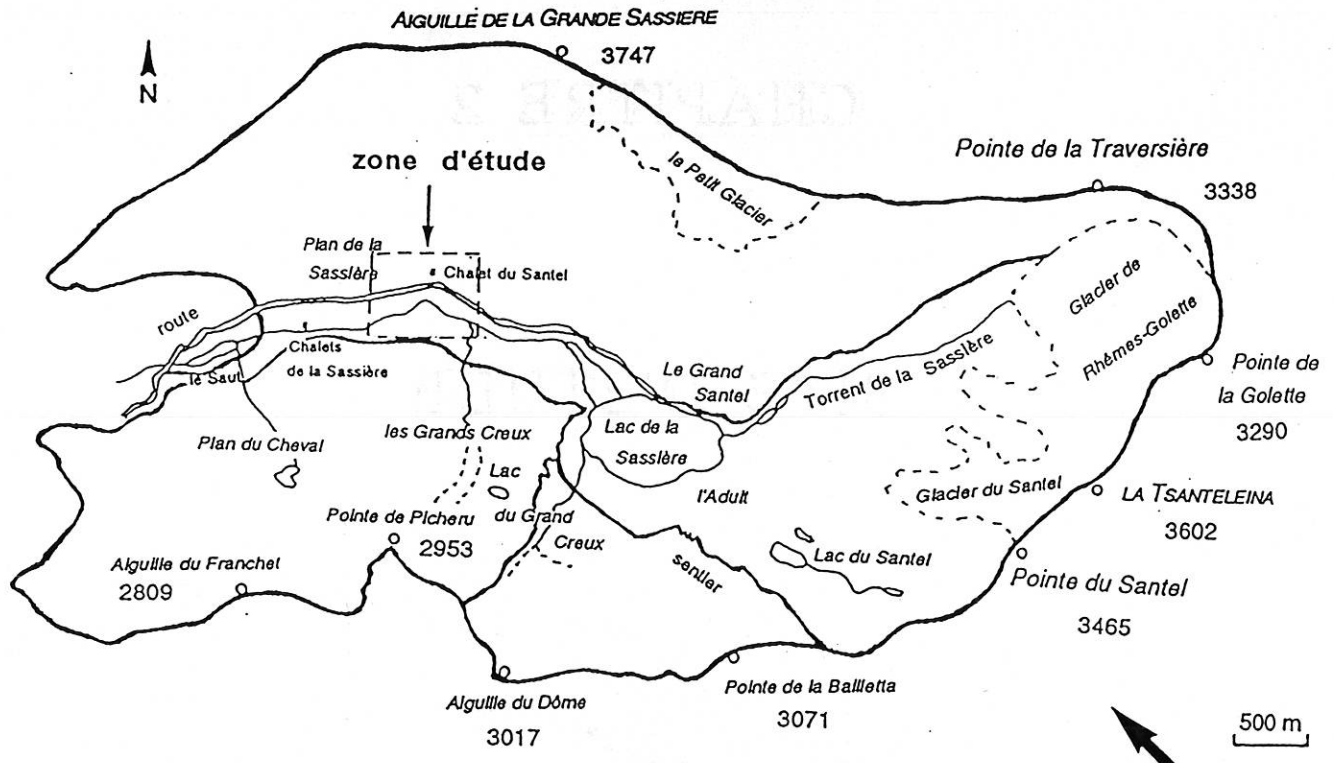 AIGUILLE DE LA GRANDE SASSIERE
3747
N
CHAPITRE 2
zone d'étude
le Petit Glacier
Pointe de la Traversière
3338
Plan de la
Sassière
Chalet du Santel
route
Glacier de
Rhêmes-Golette
Chalets
de la Sassière
le Saut
Le Grand
Santel
Torrent de la Sassière
Pointe de
la Golette
3290
Plan du Cheval
les Grands Creux
Lac de la
Sassière
Lac
du Grand
Creux
l'Adult
Glacier du Santel
LA TSANTELEINA
3602
Pointe de Picheru
2953
Aiguille du Franchet
2809
sentier
Lac du Santel
Pointe du Santel
3465
Aiguille du Dôme
3017
Pointe de la Bailletta
3071
500 m